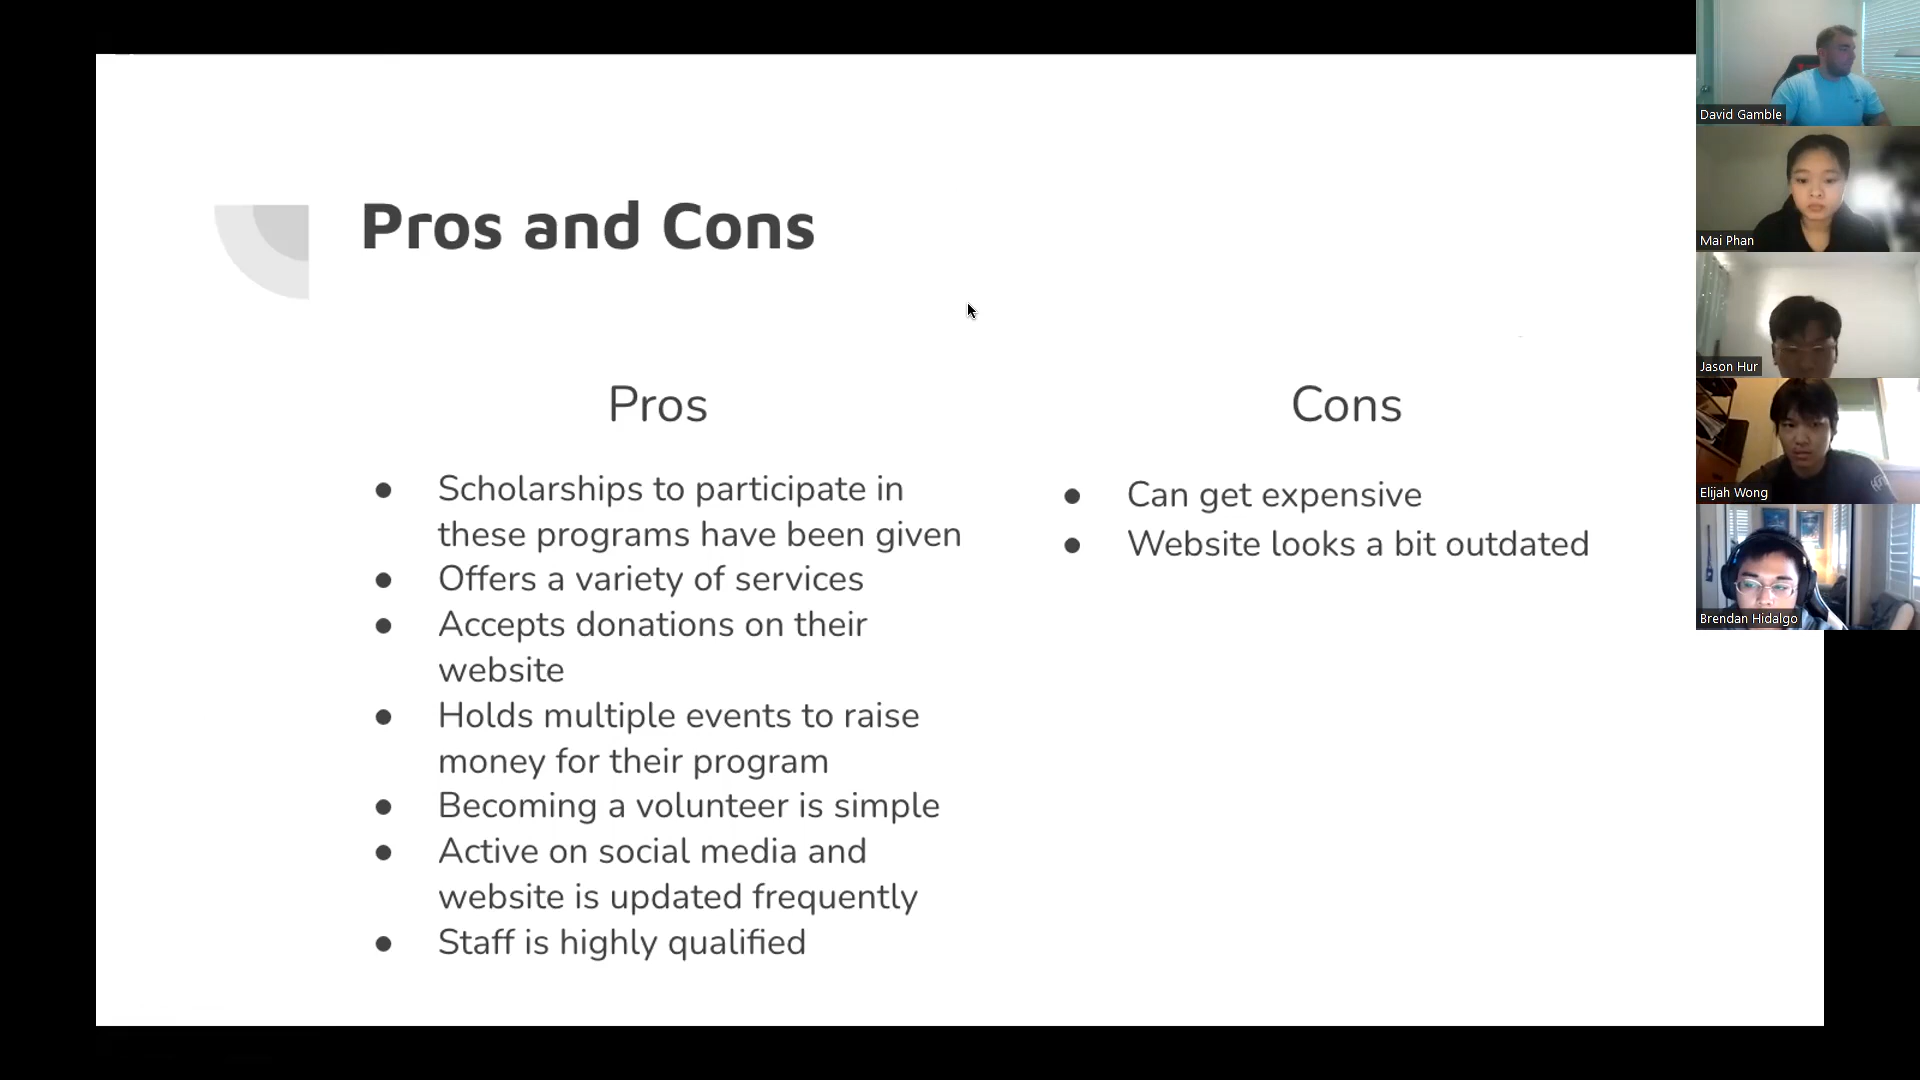 Pros and Cons
Pros
● Scholarships to participate in
these programs have been given
● Offers a variety of services
● Accepts donations on their
website
● Holds multiple events to raise
money for their program
● Becoming a volunteer is simple
● Active on social media and
website is updated frequently
● Staff is highly qualified
Cons
● Can get expensive
● Website looks a bit outdated
David Gamble
Mai Phan
Jason Hur
Elijah Wong
Brendan Hidalgo